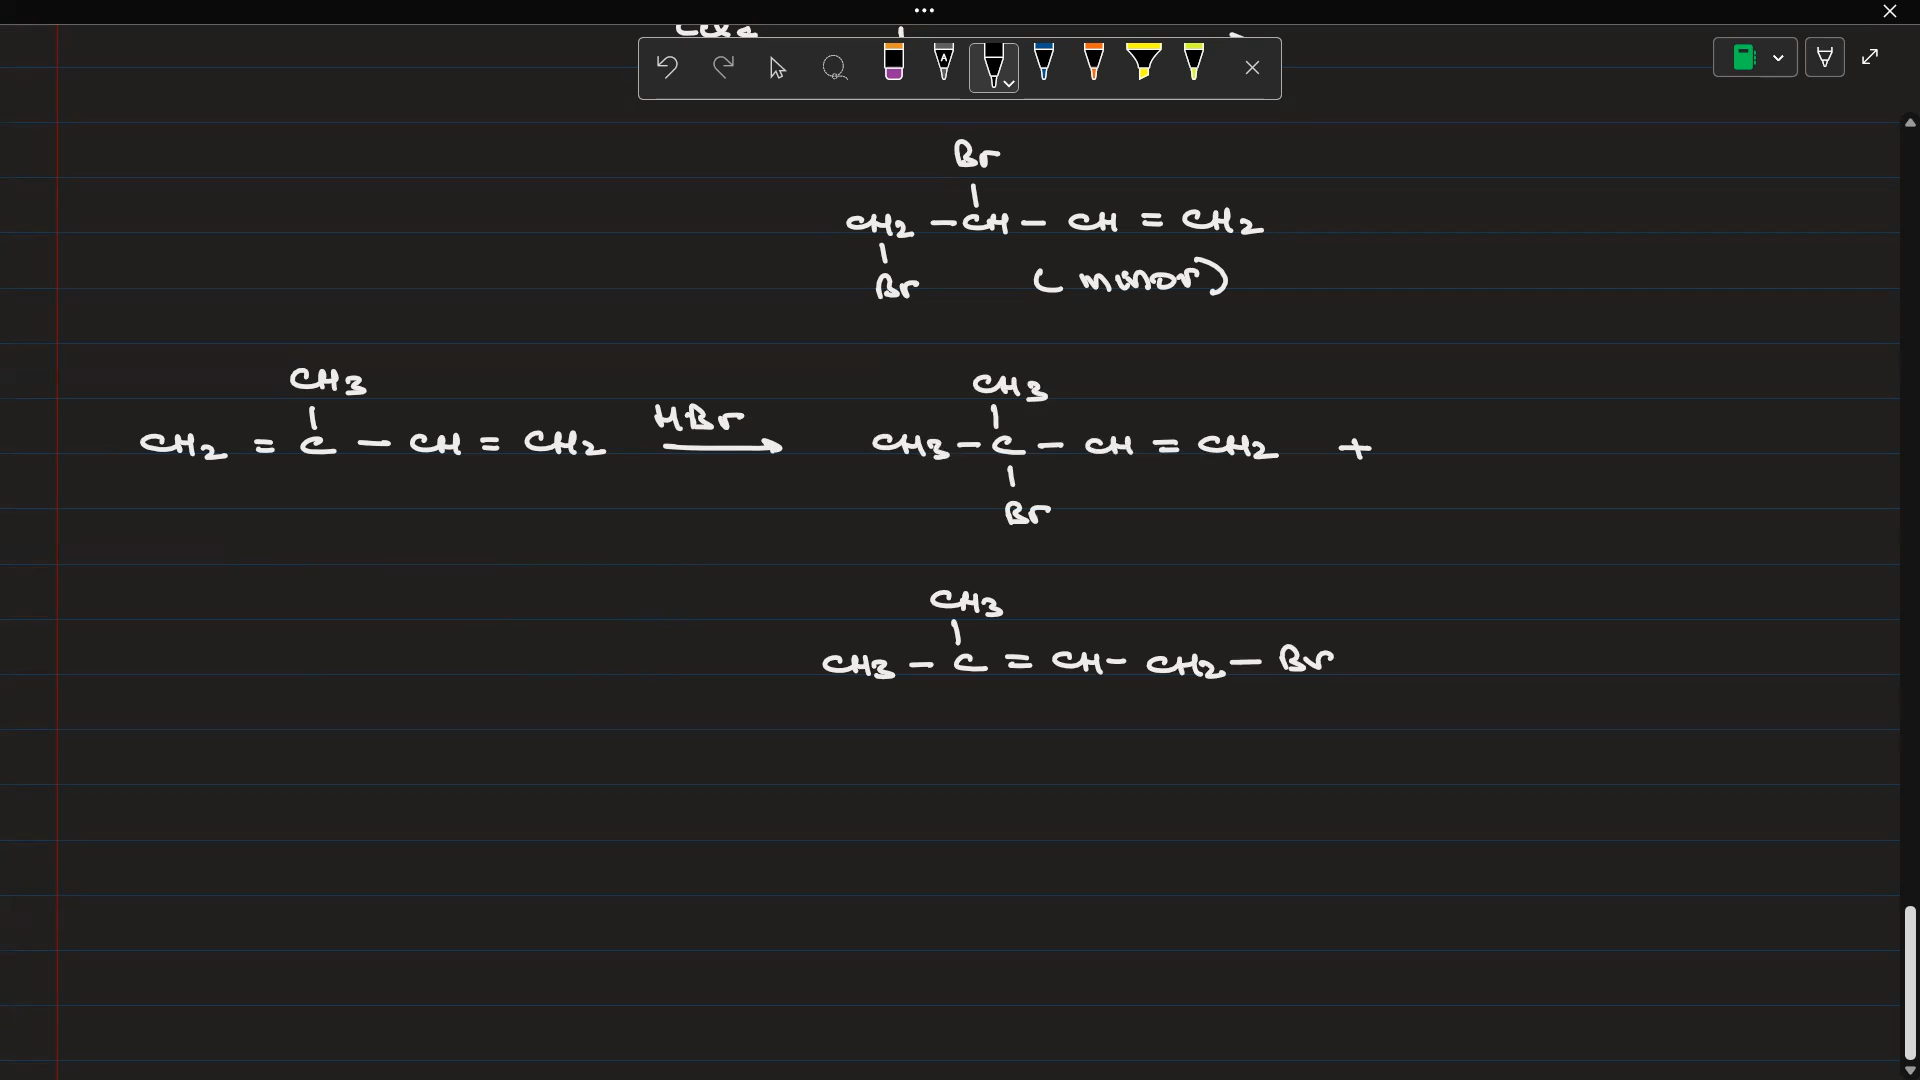 Br
CH2 - CH - CH = CH2
Br (minor)
CH3 CH3
CH2 = C - CH = CH2 HBr → CH3 - C - CH = CH2 +
Br
CH3
CH3 - C = CH - CH2 - Br